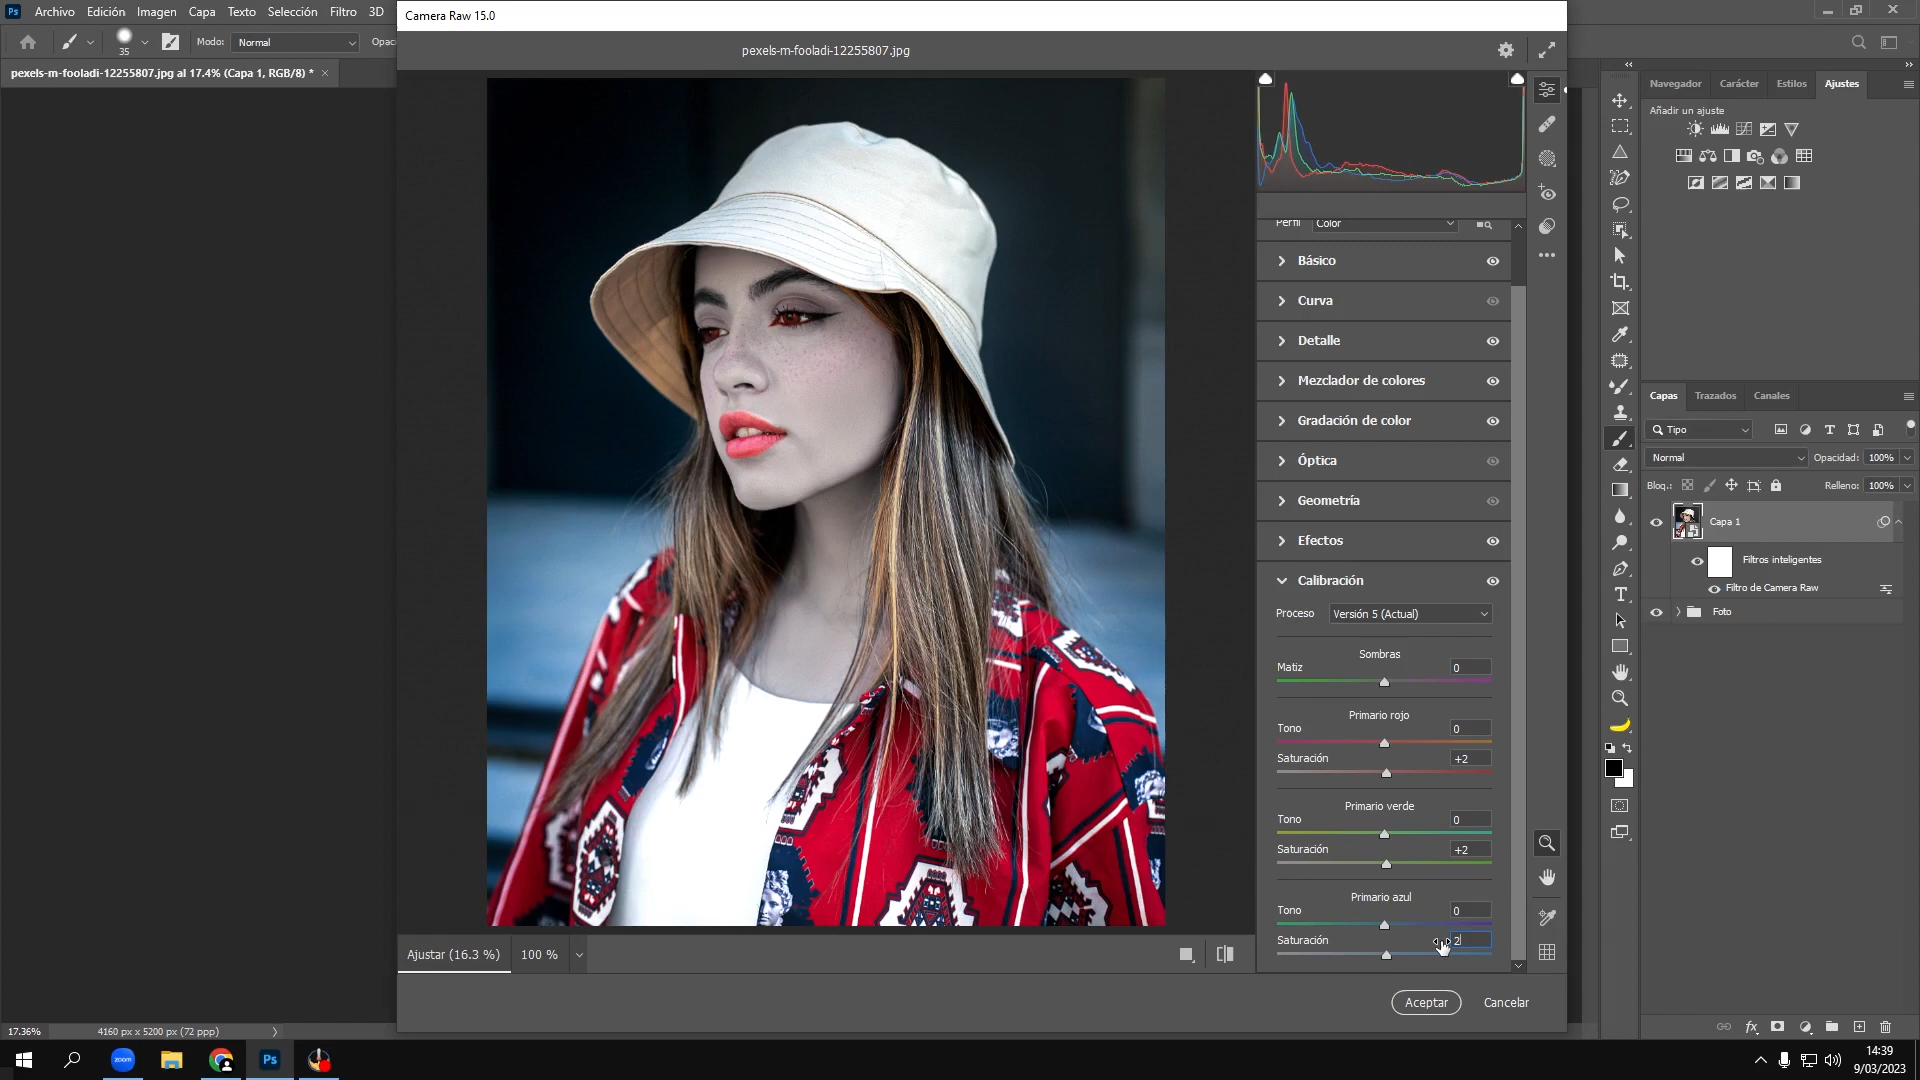 Ps Archivo Edición Imagen Capa Texto Selección Filtro 3D
Camera Raw 15.0
35 Modo: Normal Opac
pexels-m-fooladi-12255807.jpg
pexels-m-fooladi-12255807.jpg al 17.4% (Capa 1, RGB/8) *
Navegador Carácter Estilos Ajustes
Añadir un ajuste
Perfil Color
Básico
Curva
Detalle
Mezclador de colores
Gradación de color
Óptica
Geometría
Efectos
Calibración
Proceso Versión 5 (Actual)
Sombras
Matiz 0
Primario rojo
Tono 0
Saturación +2
Primario verde
Tono 0
Saturación +2
Primario azul
Tono 0
Saturación 2
Capas Trazados Canales
Tipo
Normal Opacidad: 100%
Bloq.: Relleno: 100%
Capa 1
Filtros inteligentes
Filtro de Camera Raw
Foto
Ajustar (16.3 %) 100 %
Aceptar Cancelar
17.36% 4160 px x 5200 px (72 ppp)
fx
zoom Ps
14:39
9/03/2023